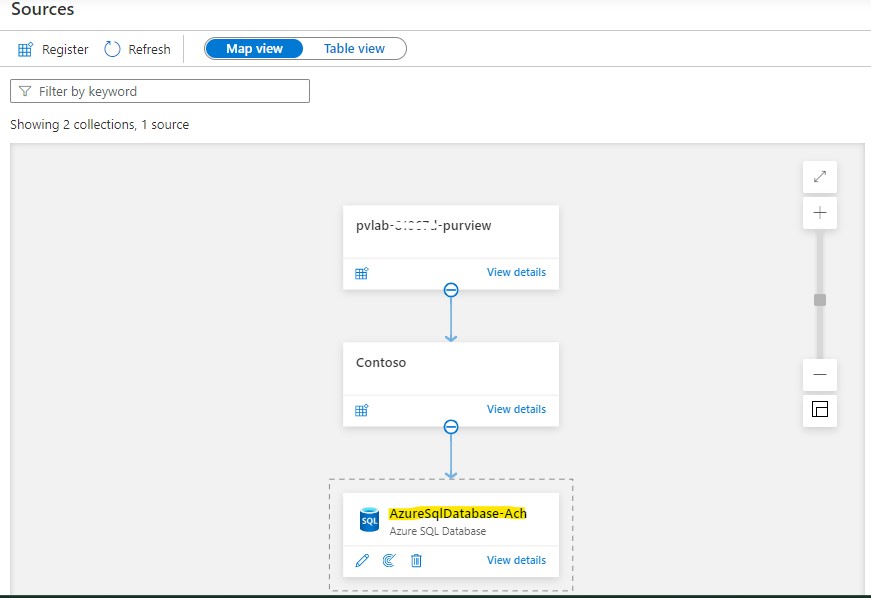 Sources
Register Refresh Map view Table view
Filter by keyword
Showing 2 collections, 1 source
pvlab- -purview
View details
Contoso
View details
SQL
AzureSqlDatabase-Ach
Azure SQL Database
View details